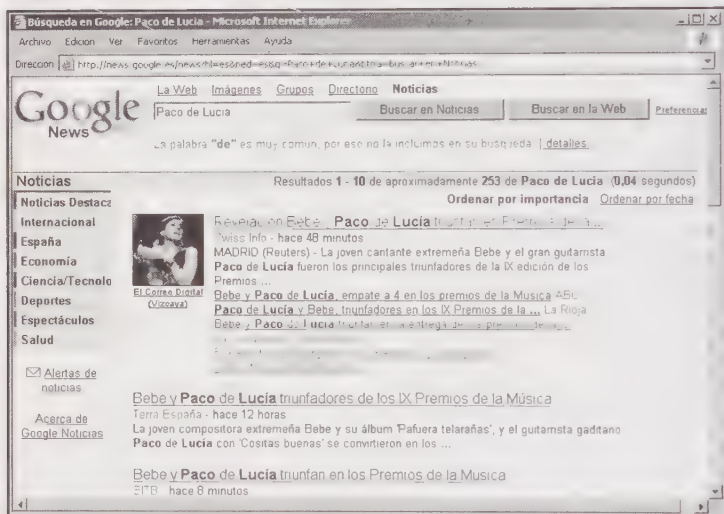 Búsqueda en Google: Paco de Lucia - Microsoft Internet Explorer
Archivo Edicion Ver Favoritos Herramientas Ayuda
Direccion
La Web Imágenes Grupos Directorio Noticias
Google
News
Paco de Lucia Buscar en Noticias Buscar en la Web Preferencias
La palabra "de" es muy comun, por eso no la incluimos en su busqueda. | detalles.
Noticias
Resultados 1 - 10 de aproximadamente 253 de Paco de Lucia (0,04 segundos)
Ordenar por importancia Ordenar por fecha
Noticias Destaca
Internacional
España
Economía
Ciencia/Tecnolo
Deportes
Espectáculos
Salud
Alertas de
noticias
Acerca de
Google Noticias
El Correo Digital
(Vizcaya)
Revelación Bebe y Paco de Lucía
Swiss Info - hace 48 minutos
MADRID (Reuters) - La joven cantante extremeña Bebe y el gran guitarrista
Paco de Lucía fueron los principales triunfadores de la IX edición de los
Premios ...
Bebe y Paco de Lucía, empate a 4 en los premios de la Musica ABC
Paco de Lucía y Bebe, triunfadores en los IX Premios de la ... La Rioja
Bebe y Paco de Lucia
Bebe y Paco de Lucía triunfadores de los IX Premios de la Música
Terra España - hace 12 horas
La joven compositora extremeña Bebe y su álbum 'Pafuera telarañas', y el guitarrista gaditano
Paco de Lucía con 'Cositas buenas' se convirtieron en los ...
Bebe y Paco de Lucía triunfan en los Premios de la Musica
EITB - hace 8 minutos